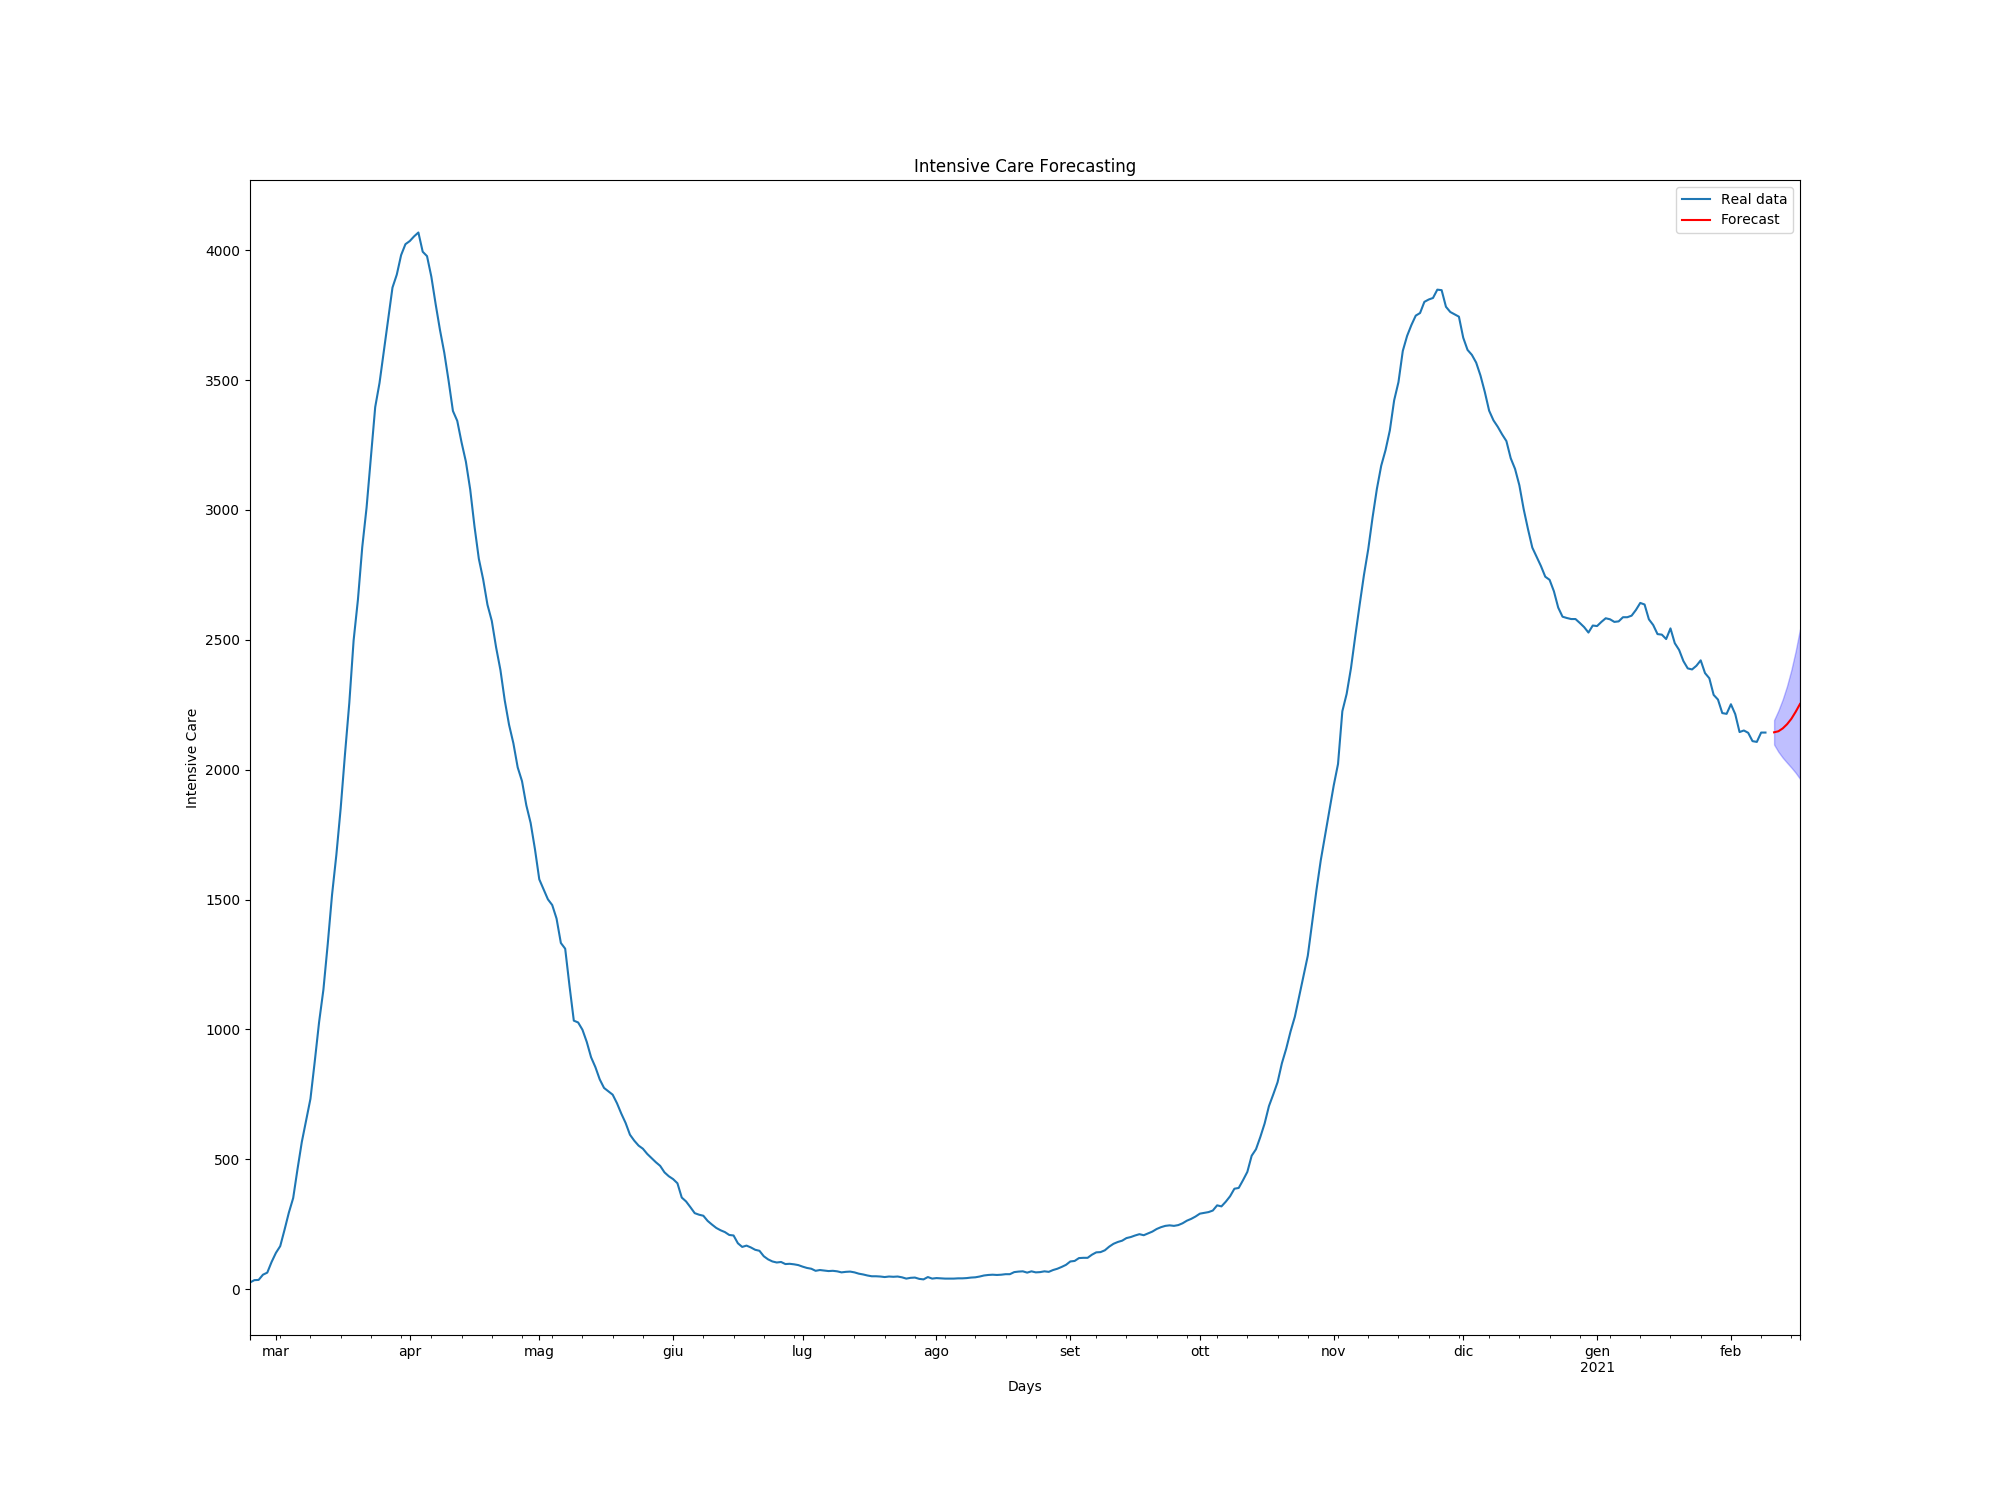 Intensive Care Forecasting
Real data
Forecast
4000
3500
3000
2500
2000
1500
1000
500
0
Intensive Care
mar apr mag giu lug ago set ott nov dic gen feb
2021
Days